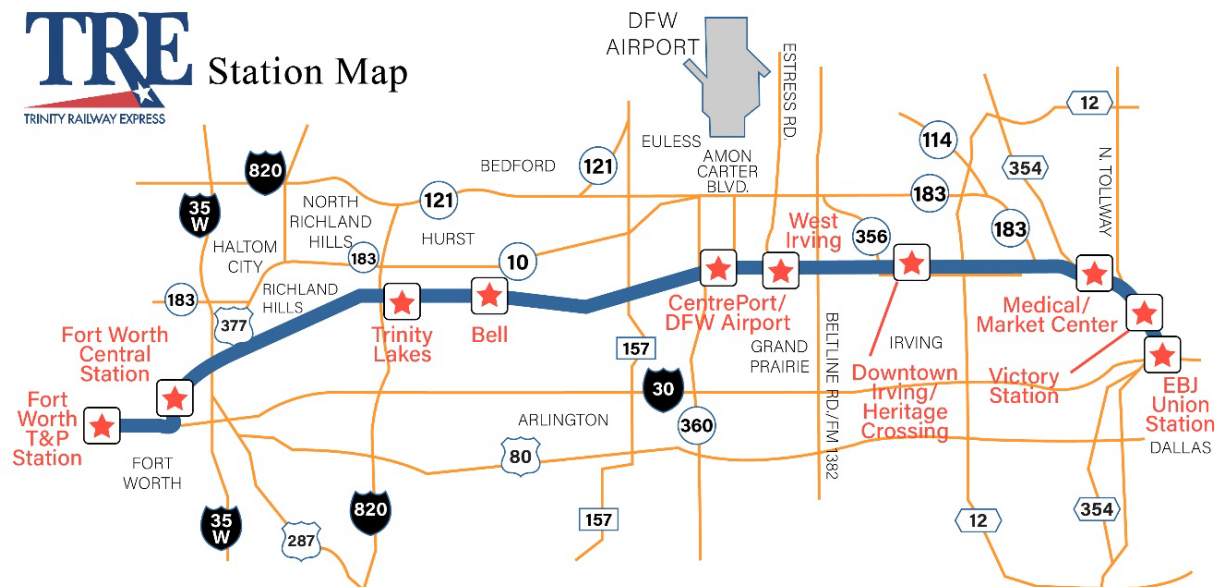 TRE
TRINITY RAILWAY EXPRESS
Station Map
DFW
AIRPORT
ESTRESS RD.
12
N. TOLLWAY
EULESS
114
AMON
CARTER
BLVD.
BEDFORD
121
820
354
35
W
NORTH
RICHLAND
HILLS
121
183
HURST
West
Irving
356
183
HALTOM
CITY
183
10
183
RICHLAND
HILLS
377
Fort Worth
Central
Station
Trinity
Lakes
Bell
CentrePort/
DFW Airport
Medical/
Market Center
157
GRAND
PRAIRIE
BELTLINE RD./FM 1382
IRVING
Downtown
Irving/
Heritage
Crossing
Victory
Station
EBJ
Union
Station
DALLAS
30
Fort
Worth
T&P
Station
ARLINGTON
360
FORT
WORTH
80
35
W
287
820
157
12
354